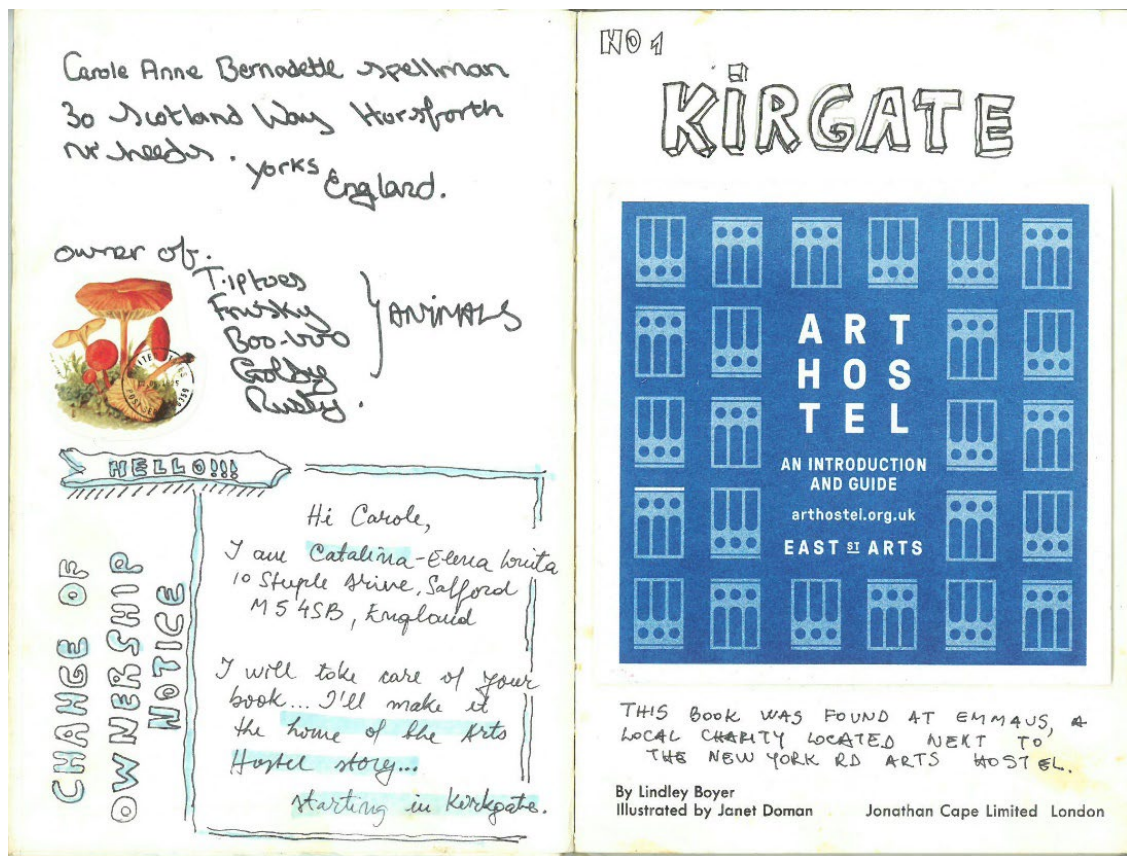 Carole Anne Bernadette Spellman
30 Scotland Way Horsforth
nr Leeds. Yorks England.
owner of.
Tiptoes
Frisky
Boo-boo
Goldy
Rusty.
ANIMALS
HELLO!!!
CHANGE OF
OWNERSHIP
NOTICE
Hi Carole,
I am Catalina-Elena
10 Steeple Drive, Salford
M5 4SB, England
I will take care of your
book... I'll make it
the home of the Arts
Hostel story...
starting in Kirkgate.
NO 1
KiRGATE
ART
HOS
TEL
AN INTRODUCTION
AND GUIDE
arthostel.org.uk
EAST ST ARTS
THIS BOOK WAS FOUND AT EMMAUS, A
LOCAL CHARITY LOCATED NEXT TO
THE NEW YORK RD ARTS HOSTEL.
By Lindley Boyer
Illustrated by Janet Doman Jonathan Cape Limited London